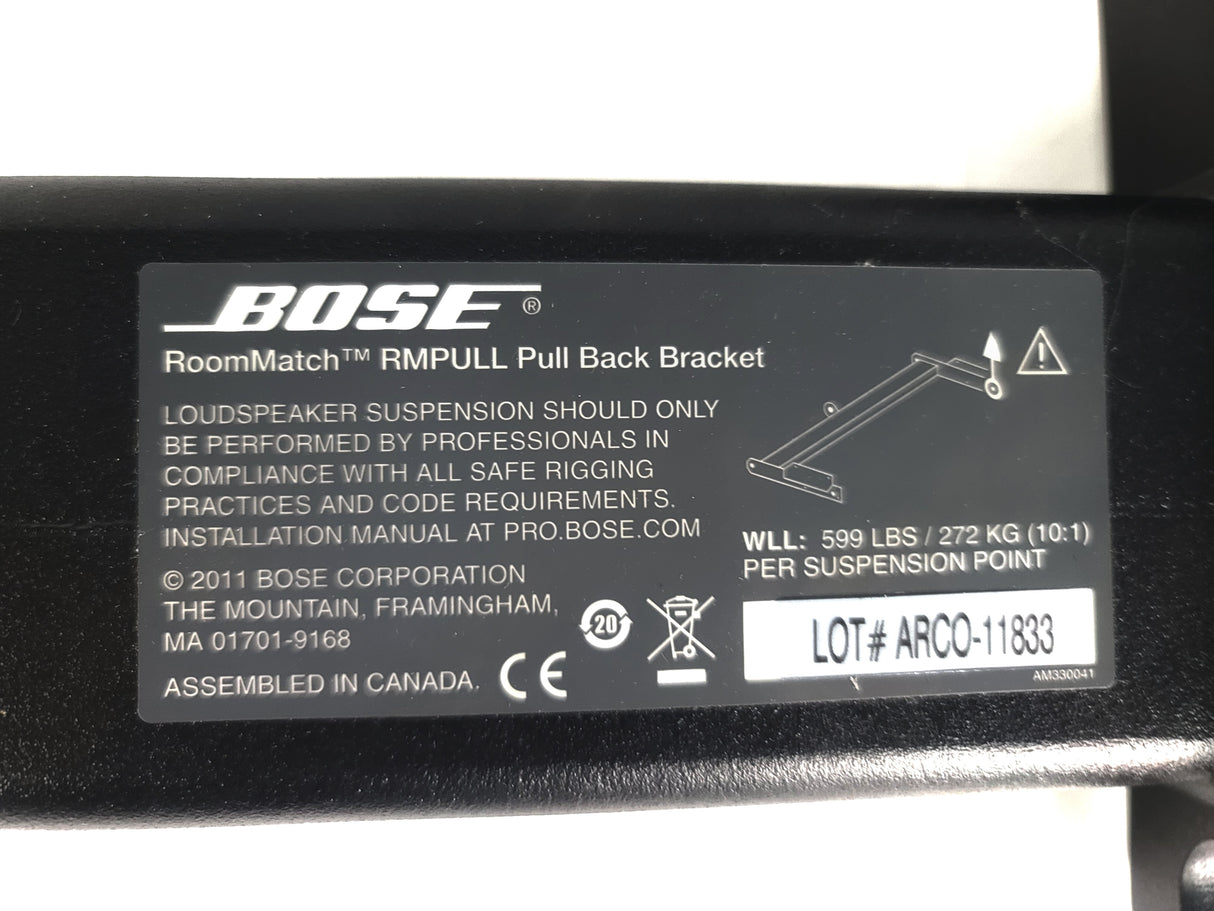 BOSE®
RoomMatch™ RMPULL Pull Back Bracket
LOUDSPEAKER SUSPENSION SHOULD ONLY
BE PERFORMED BY PROFESSIONALS IN
COMPLIANCE WITH ALL SAFE RIGGING
PRACTICES AND CODE REQUIREMENTS.
INSTALLATION MANUAL AT PRO.BOSE.COM
© 2011 BOSE CORPORATION
THE MOUNTAIN, FRAMINGHAM,
MA 01701-9168
ASSEMBLED IN CANADA.
CE
20
!
WLL: 599 LBS / 272 KG (10:1)
PER SUSPENSION POINT
LOT# ARCO-11833
AM330041